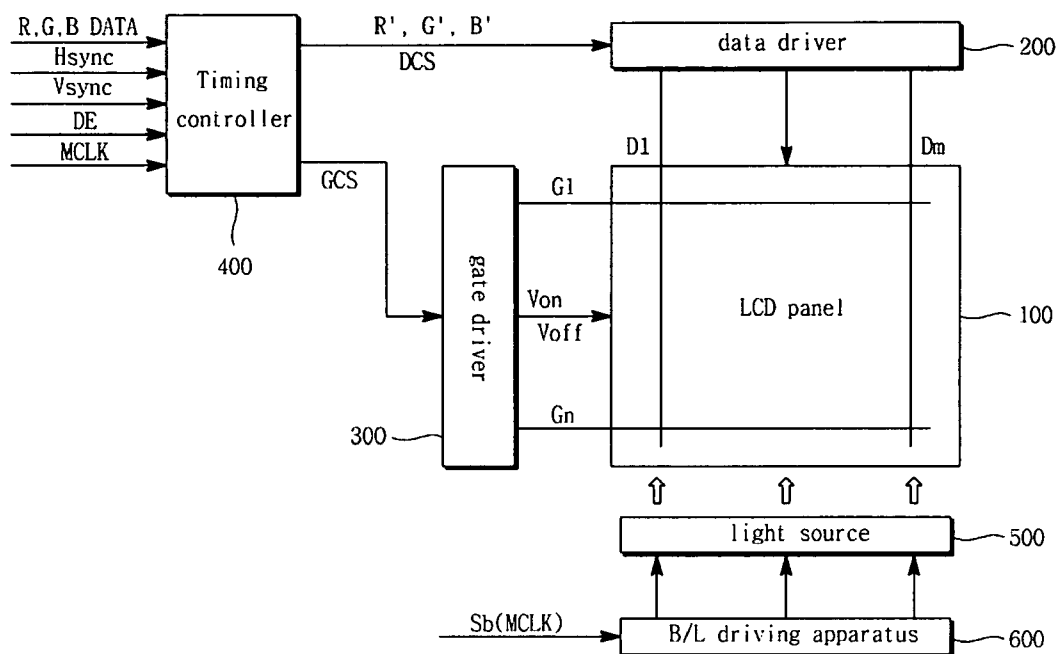 R,G,B DATA
Hsync
Vsync
DE
MCLK
Timing
controller
400
R', G', B'
DCS
GCS
data driver
200
D1
Dm
G1
gate driver
Von
Voff
Gn
300
LCD panel
100
light source
500
Sb(MCLK)
B/L driving apparatus
600